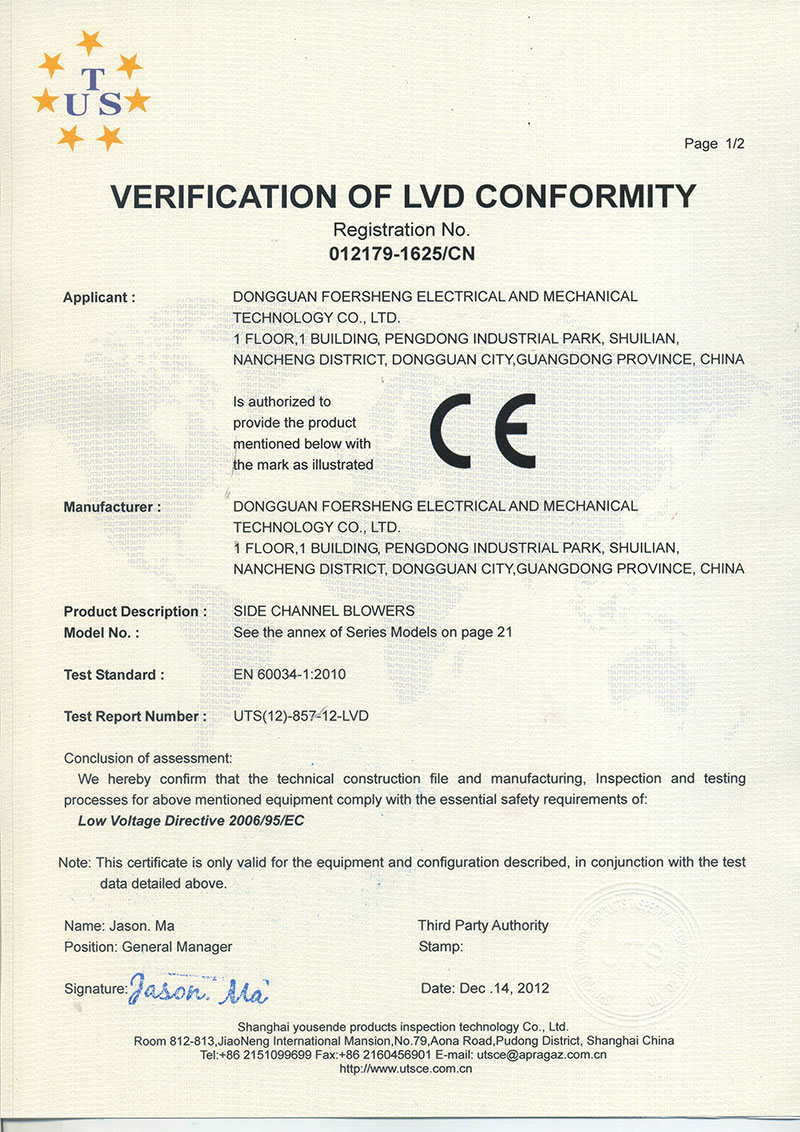 T
US
Page 1/2
VERIFICATION OF LVD CONFORMITY
Registration No.
012179-1625/CN
Applicant :
DONGGUAN FOERSHENG ELECTRICAL AND MECHANICAL
TECHNOLOGY CO., LTD.
1 FLOOR,1 BUILDING, PENGDONG INDUSTRIAL PARK, SHUILIAN,
NANCHENG DISTRICT, DONGGUAN CITY,GUANGDONG PROVINCE, CHINA
Is authorized to
provide the product
mentioned below with
the mark as illustrated
CE
Manufacturer :
DONGGUAN FOERSHENG ELECTRICAL AND MECHANICAL
TECHNOLOGY CO., LTD.
1 FLOOR,1 BUILDING, PENGDONG INDUSTRIAL PARK, SHUILIAN,
NANCHENG DISTRICT, DONGGUAN CITY,GUANGDONG PROVINCE, CHINA
Product Description : SIDE CHANNEL BLOWERS
Model No. : See the annex of Series Models on page 21
Test Standard : EN 60034-1:2010
Test Report Number : UTS(12)-857-12-LVD
Conclusion of assessment:
We hereby confirm that the technical construction file and manufacturing, Inspection and testing
processes for above mentioned equipment comply with the essential safety requirements of:
Low Voltage Directive 2006/95/EC
Note: This certificate is only valid for the equipment and configuration described, in conjunction with the test
data detailed above.
Name: Jason. Ma
Position: General Manager
Third Party Authority
Stamp:
Signature: Jason. Ma
Date: Dec .14, 2012
Shanghai yousende products inspection technology Co., Ltd.
Room 812-813,JiaoNeng International Mansion,No.79,Aona Road,Pudong District, Shanghai China
Tel:+86 2151099699 Fax:+86 2160456901 E-mail: utsce@apragaz.com.cn
http://www.utsce.com.cn